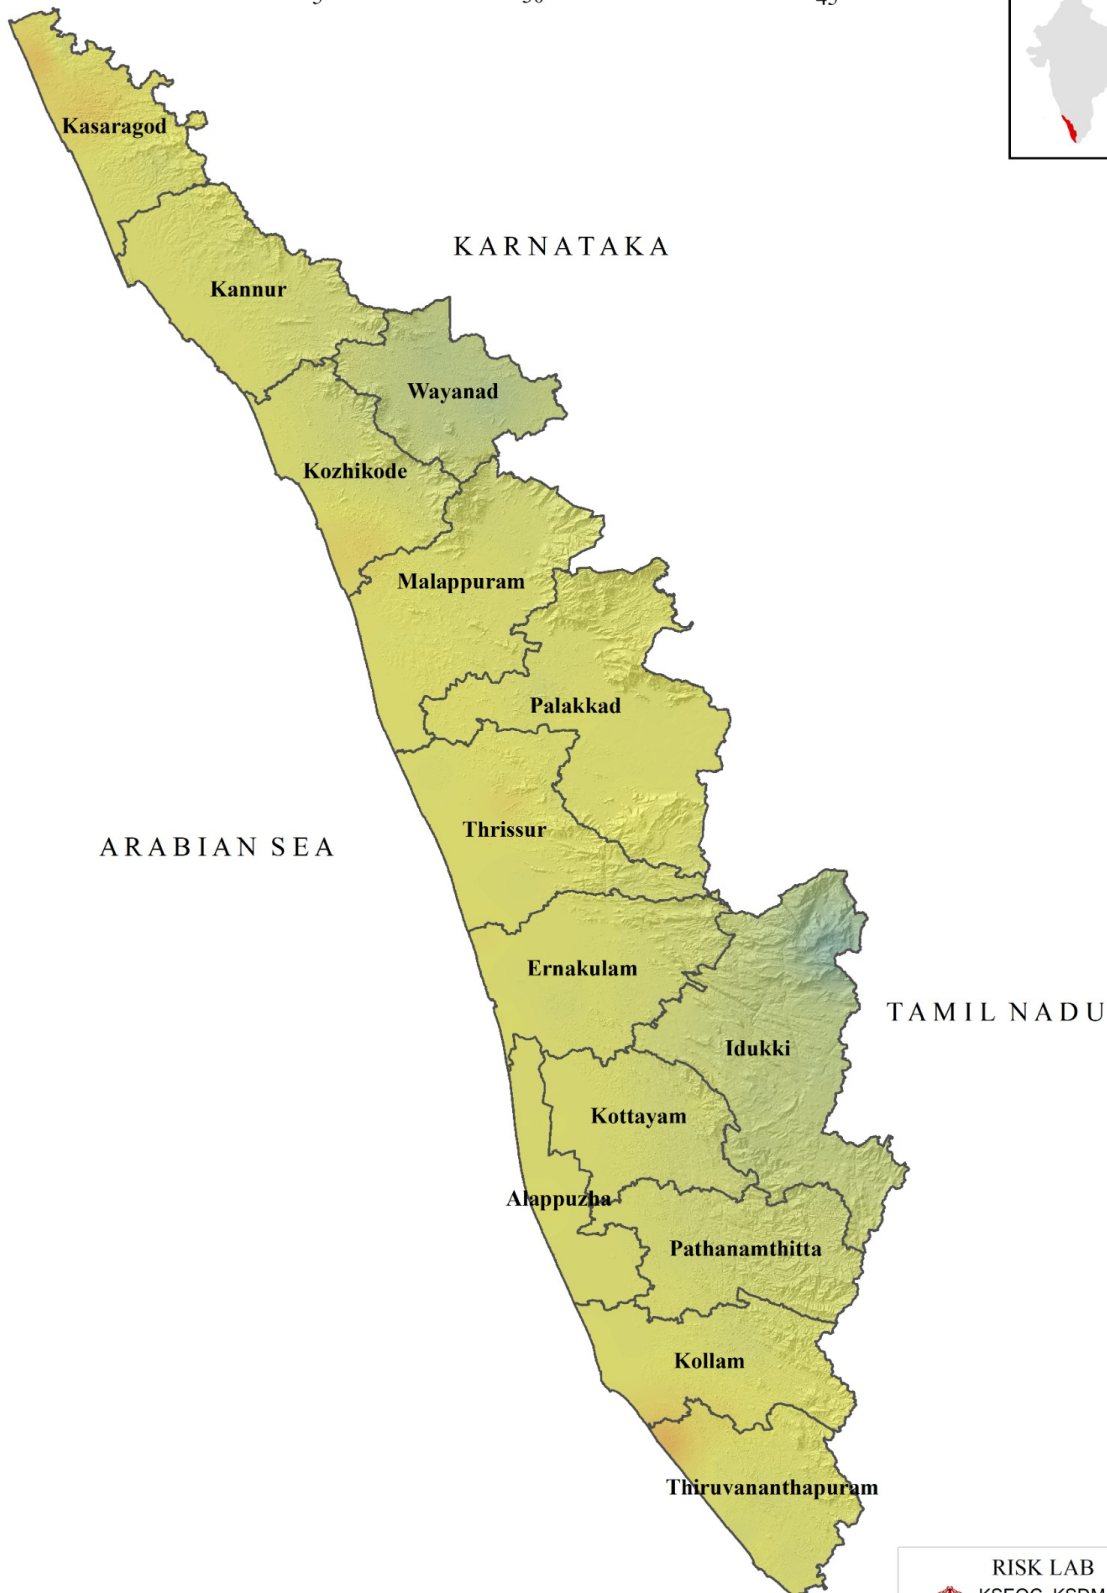 Kasaragod
KARNATAKA
Kannur
Wayanad
Kozhikode
Malappuram
Palakkad
Thrissur
ARABIAN SEA
Ernakulam
TAMIL NADU
Idukki
Kottayam
Alappuzha
Pathanamthitta
Kollam
Thiruvananthapuram
RISK LAB